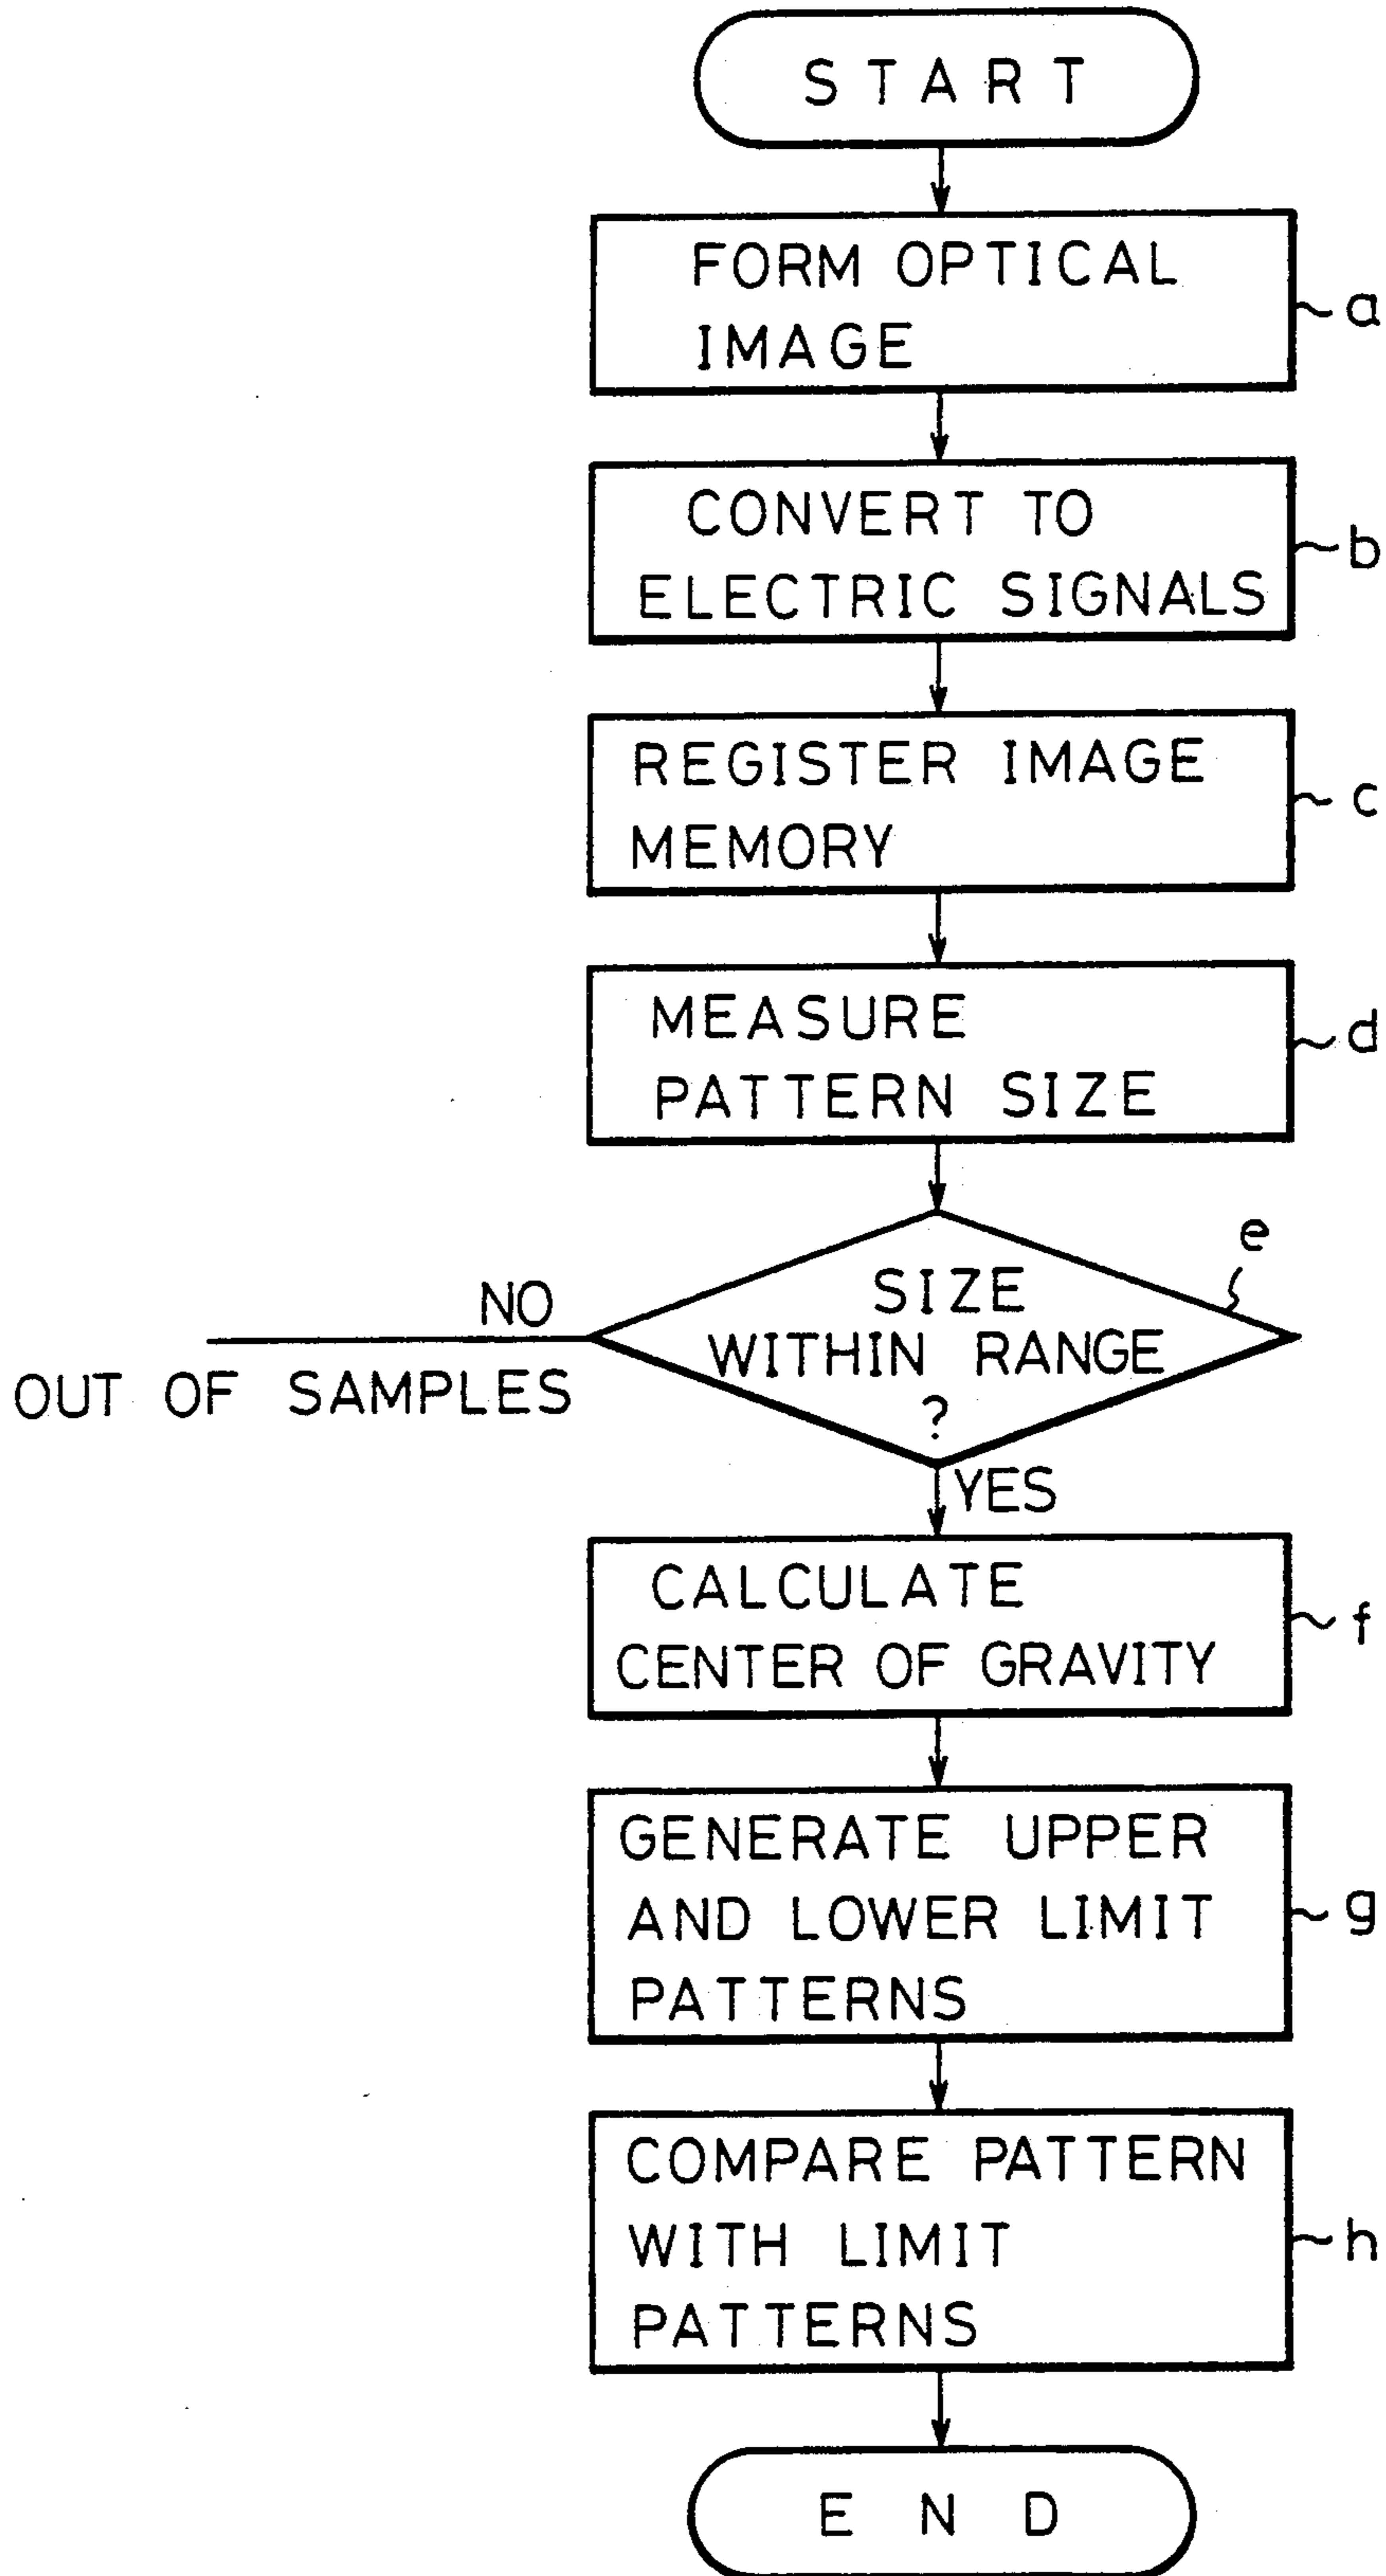 START
FORM OPTICAL
IMAGE
a
CONVERT TO
ELECTRIC SIGNALS
b
REGISTER IMAGE
MEMORY
c
MEASURE
PATTERN SIZE
d
e
SIZE
WITHIN RANGE
?
NO
OUT OF SAMPLES
YES
CALCULATE
CENTER OF GRAVITY
f
GENERATE UPPER
AND LOWER LIMIT
PATTERNS
g
COMPARE PATTERN
WITH LIMIT
PATTERNS
h
END